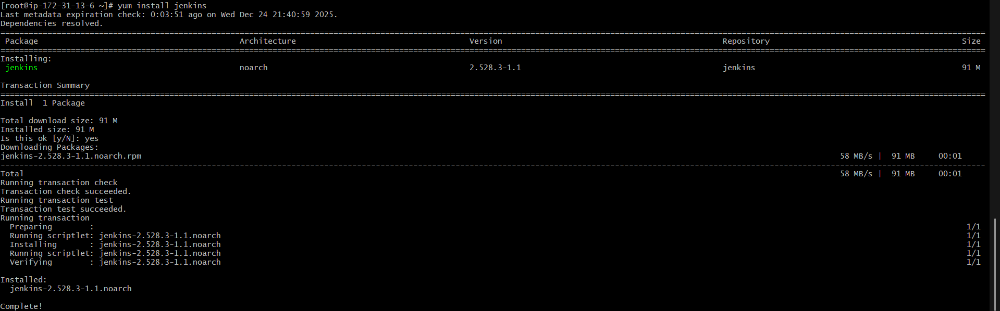 [root@ip-172-31-13-6 ~]# yum install jenkins
Last metadata expiration check: 0:03:51 ago on Wed Dec 24 21:40:59 2025.
Dependencies resolved.
Package Architecture Version Repository Size
Installing:
jenkins noarch 2.528.3-1.1 jenkins 91 M
Transaction Summary
Install  1 Package
Total download size: 91 M
Installed size: 91 M
Is this ok [y/N]: yes
Downloading Packages:
jenkins-2.528.3-1.1.noarch.rpm 58 MB/s |  91 MB     00:01
Total 58 MB/s |  91 MB     00:01
Running transaction check
Transaction check succeeded.
Running transaction test
Transaction test succeeded.
Running transaction
  Preparing        : 1/1
  Running scriptlet: jenkins-2.528.3-1.1.noarch 1/1
  Installing       : jenkins-2.528.3-1.1.noarch 1/1
  Running scriptlet: jenkins-2.528.3-1.1.noarch 1/1
  Verifying        : jenkins-2.528.3-1.1.noarch 1/1
Installed:
  jenkins-2.528.3-1.1.noarch
Complete!